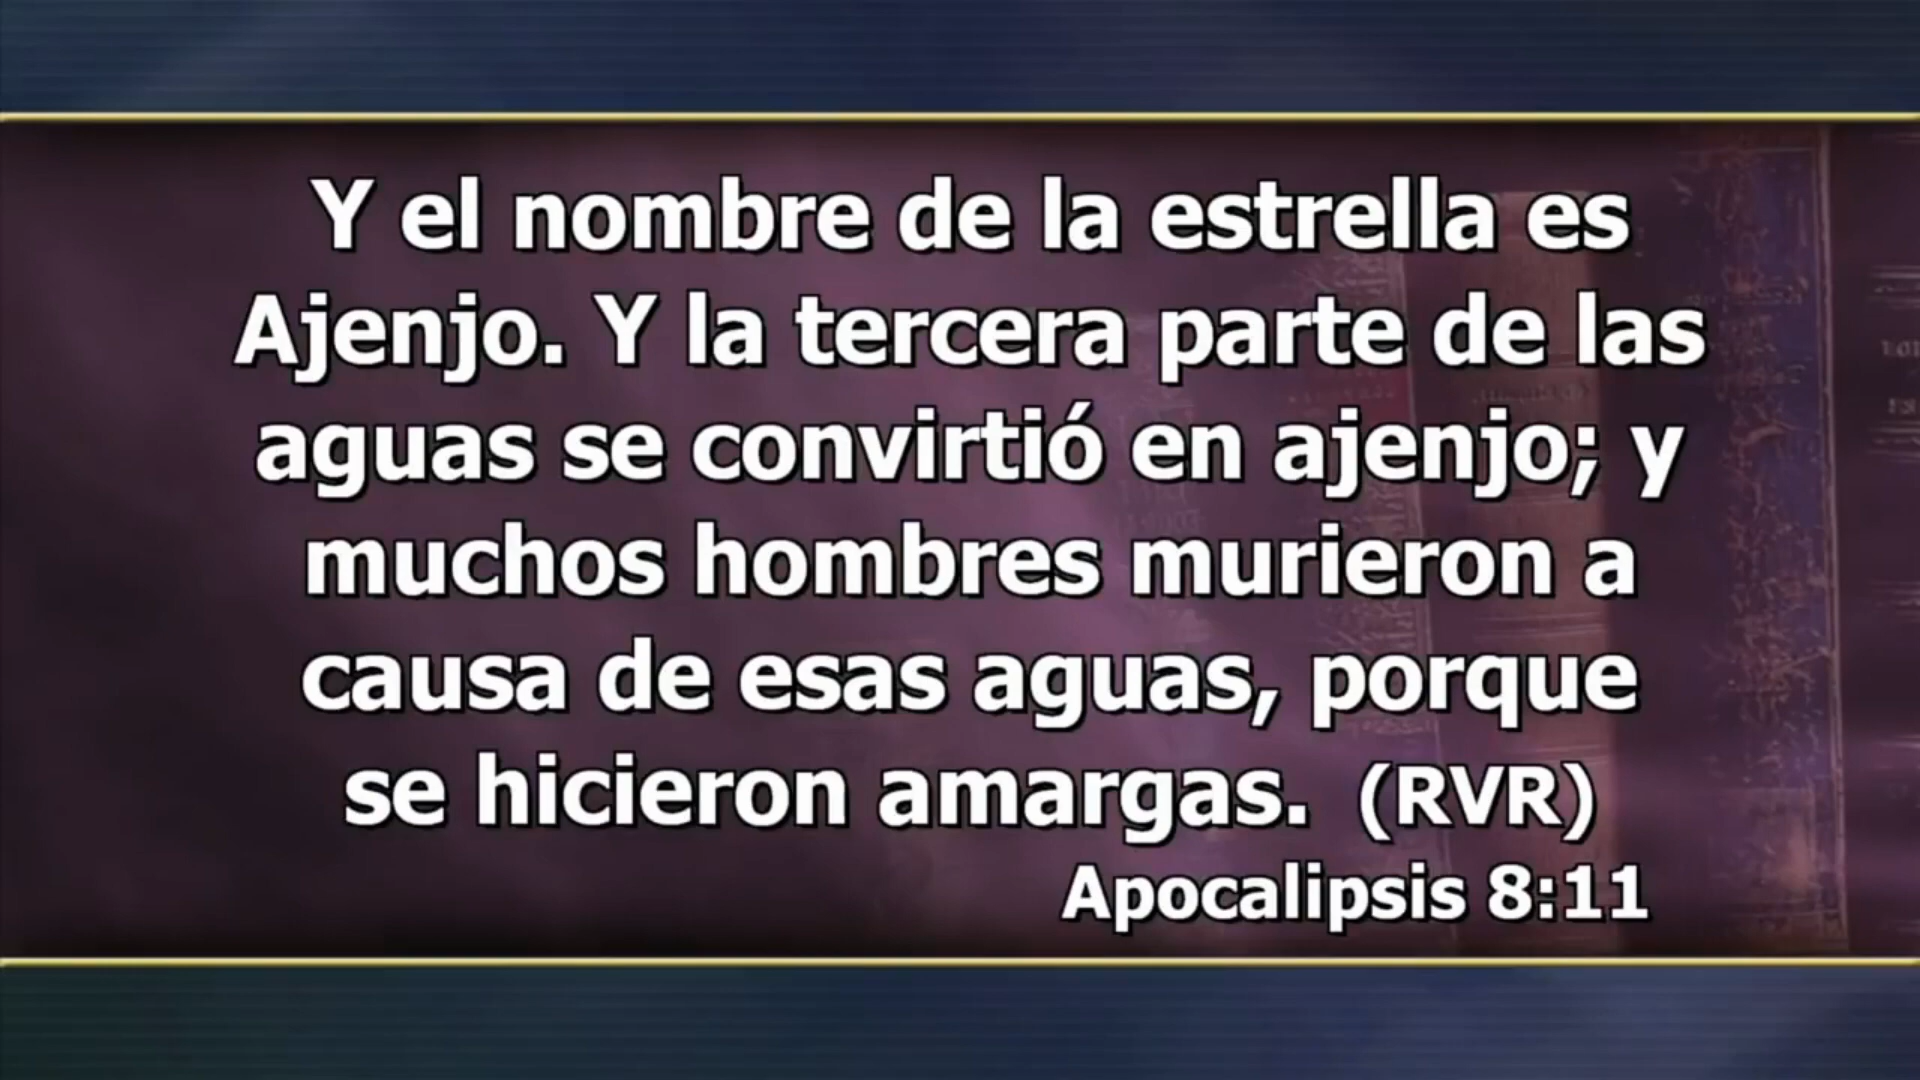 Y el nombre de la estrella es
Ajenjo. Y la tercera parte de las
aguas se convirtió en ajenjo; y
muchos hombres murieron a
causa de esas aguas, porque
se hicieron amargas. (RVR)
Apocalipsis 8:11